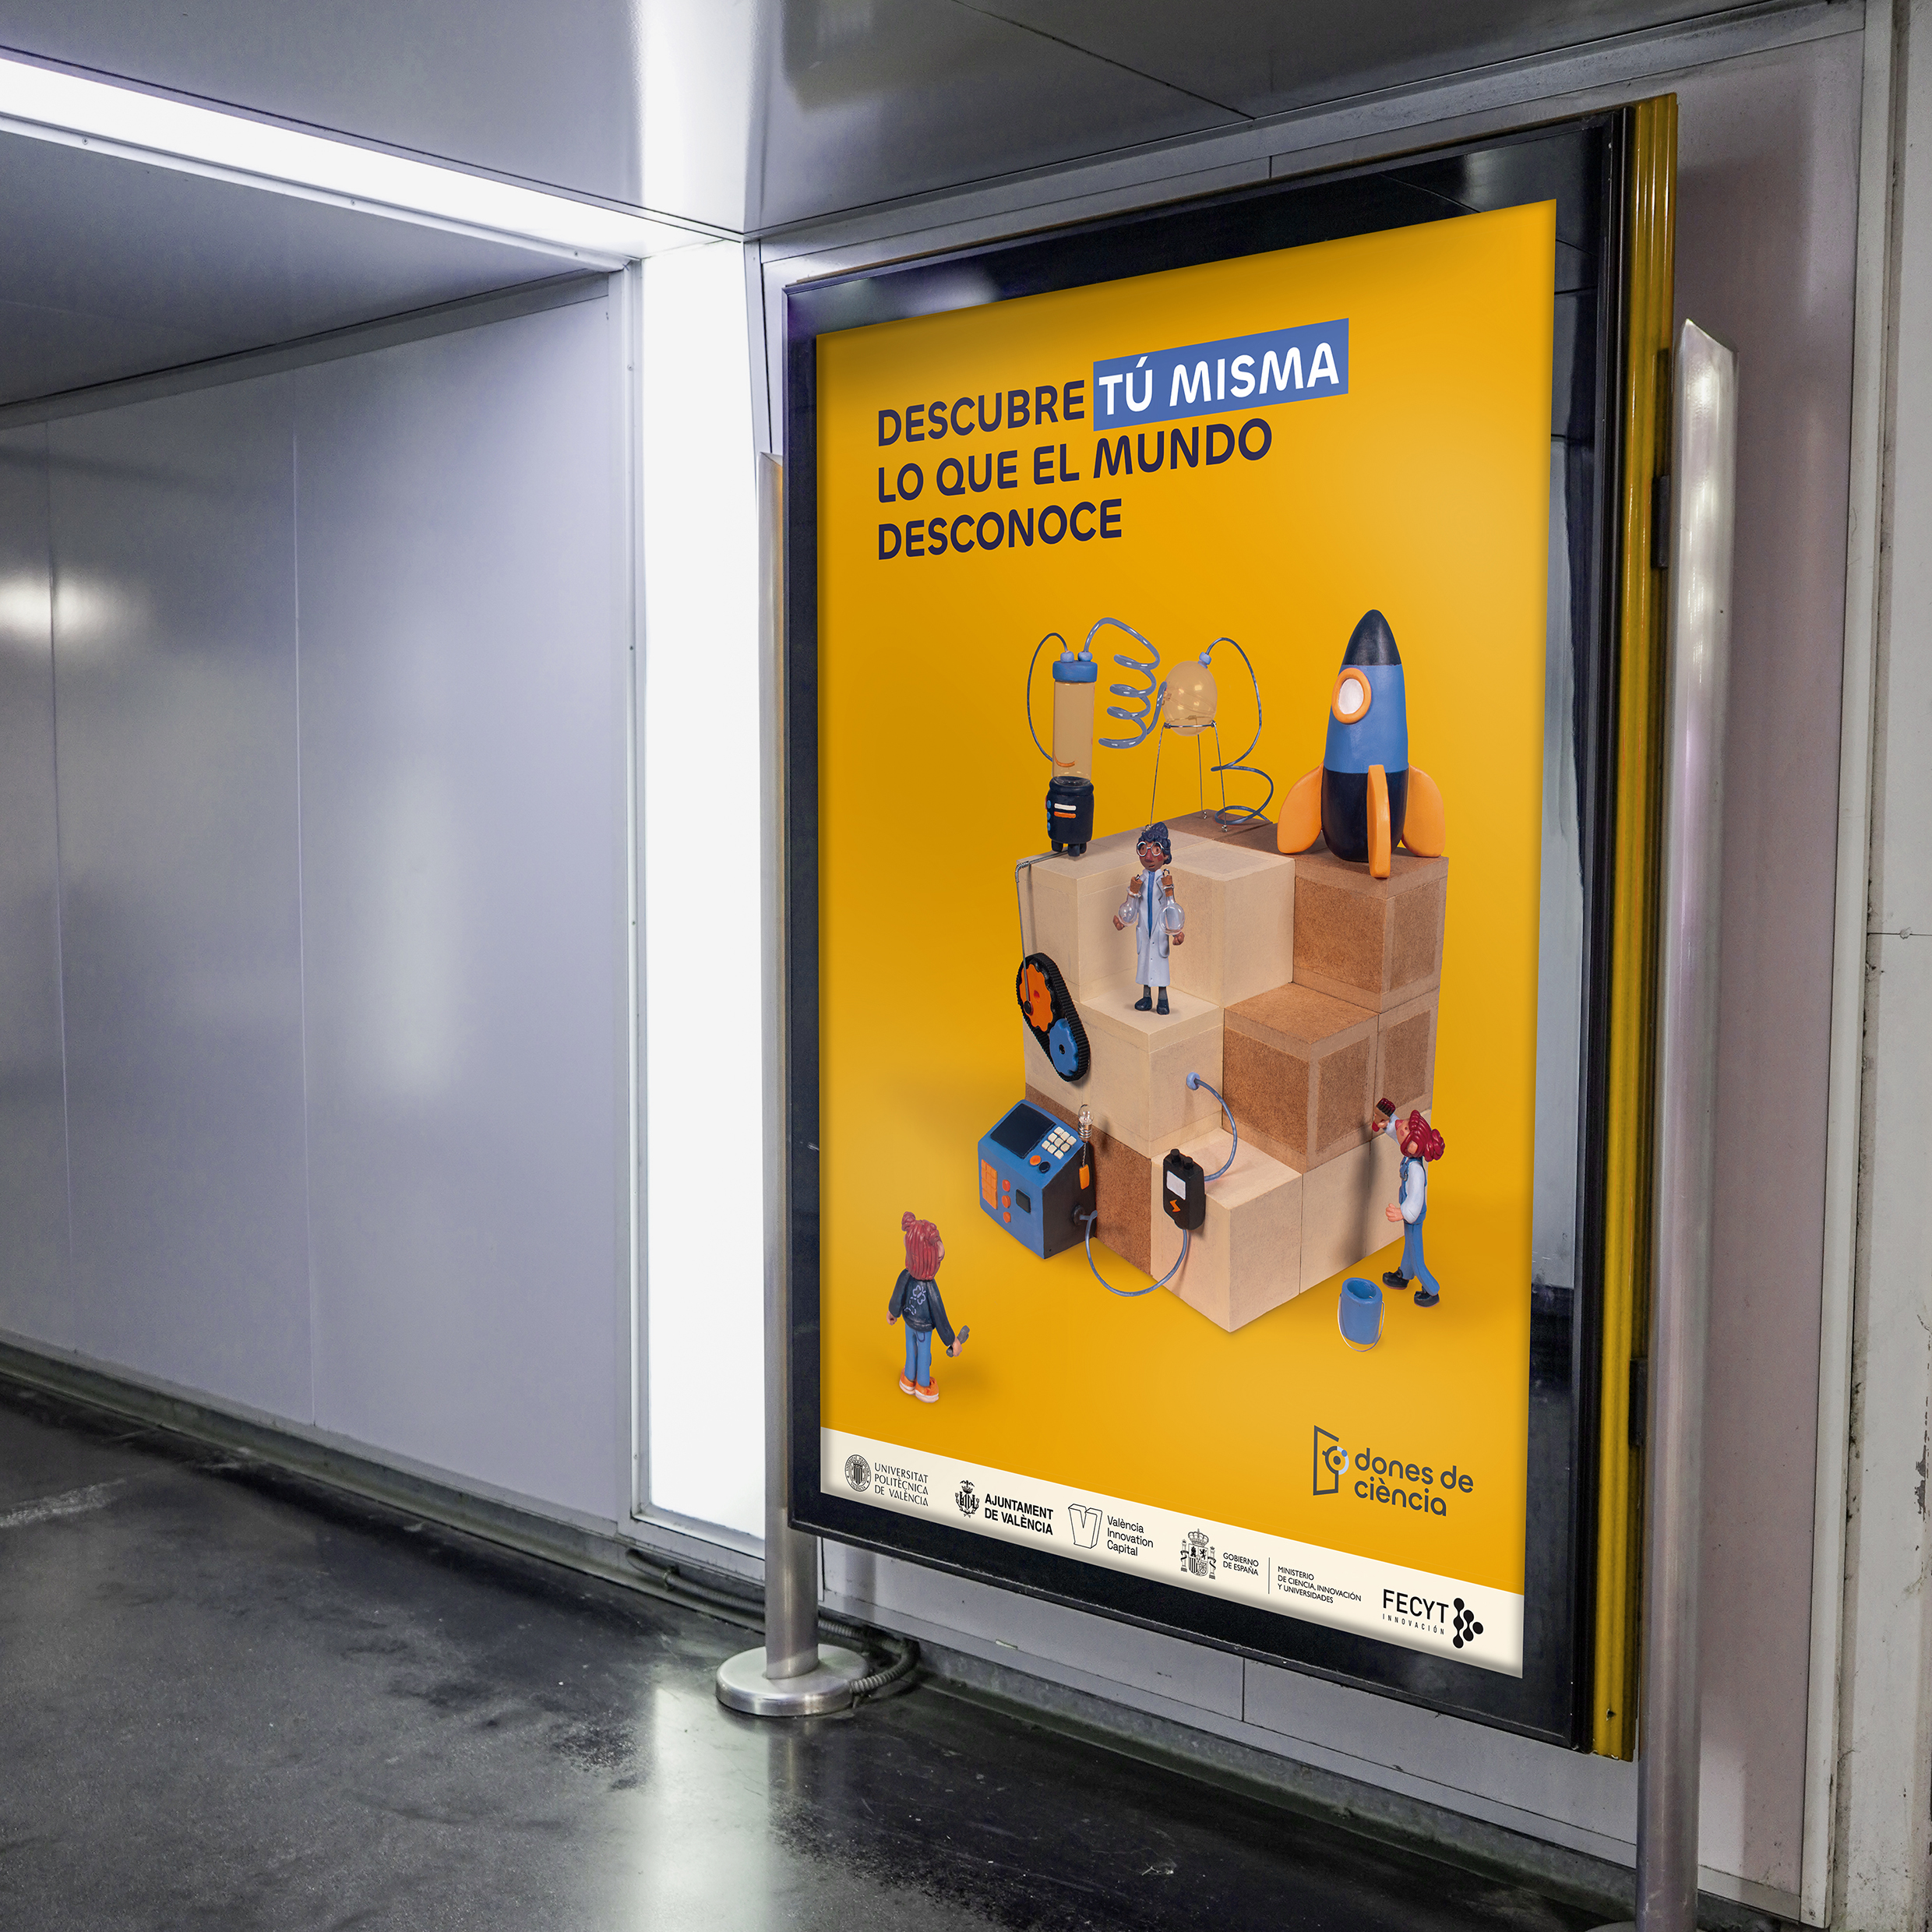 DESCUBRE TÚ MISMA
LO QUE EL MUNDO
DESCONOCE
dones de
ciència
UNIVERSITAT
POLITÈCNICA
DE VALÈNCIA
AJUNTAMENT
DE VALÈNCIA
València
Innovation
Capital
GOBIERNO
DE ESPAÑA
MINISTERIO
DE CIENCIA, INNOVACIÓN
Y UNIVERSIDADES
FECYT
INNOVACIÓN